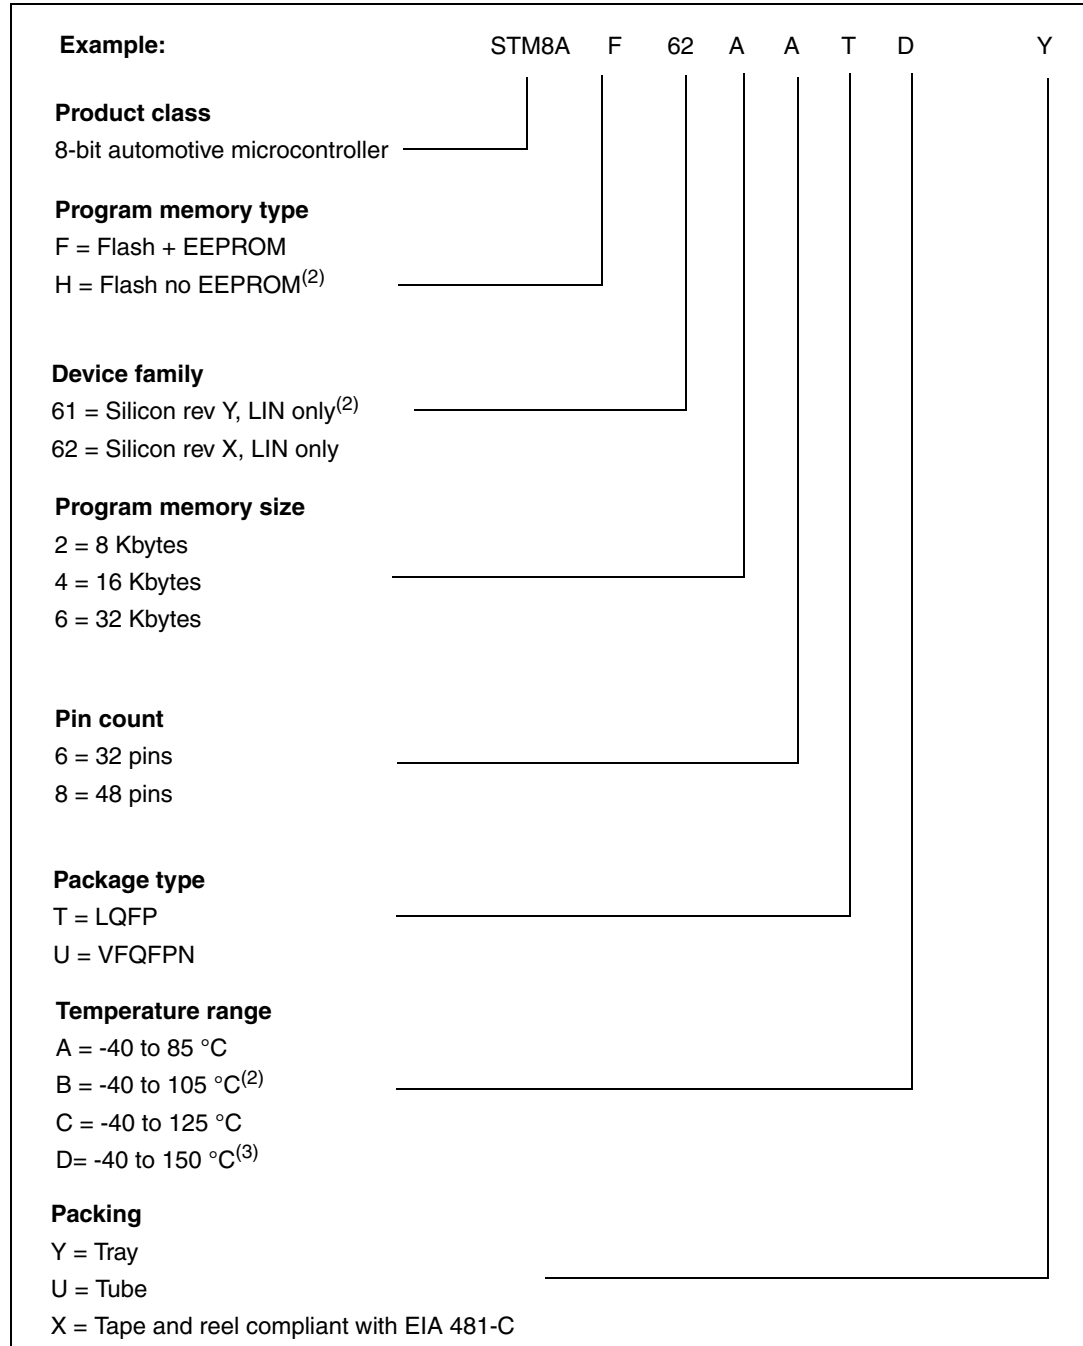 Example: STM8A F 62 A A T D Y
Product class
8-bit automotive microcontroller
Program memory type
F = Flash + EEPROM
H = Flash no EEPROM(2)
Device family
61 = Silicon rev Y, LIN only(2)
62 = Silicon rev X, LIN only
Program memory size
2 = 8 Kbytes
4 = 16 Kbytes
6 = 32 Kbytes
Pin count
6 = 32 pins
8 = 48 pins
Package type
T = LQFP
U = VFQFPN
Temperature range
A = -40 to 85 °C
B = -40 to 105 °C(2)
C = -40 to 125 °C
D= -40 to 150 °C(3)
Packing
Y = Tray
U = Tube
X = Tape and reel compliant with EIA 481-C